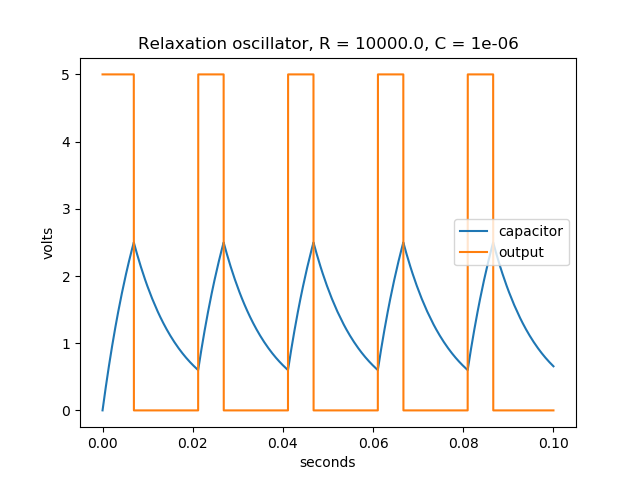 Relaxation oscillator, R = 10000.0, C = 1e-06
volts
5
4
3
2
1
0
capacitor
output
0.00 0.02 0.04 0.06 0.08 0.10
seconds